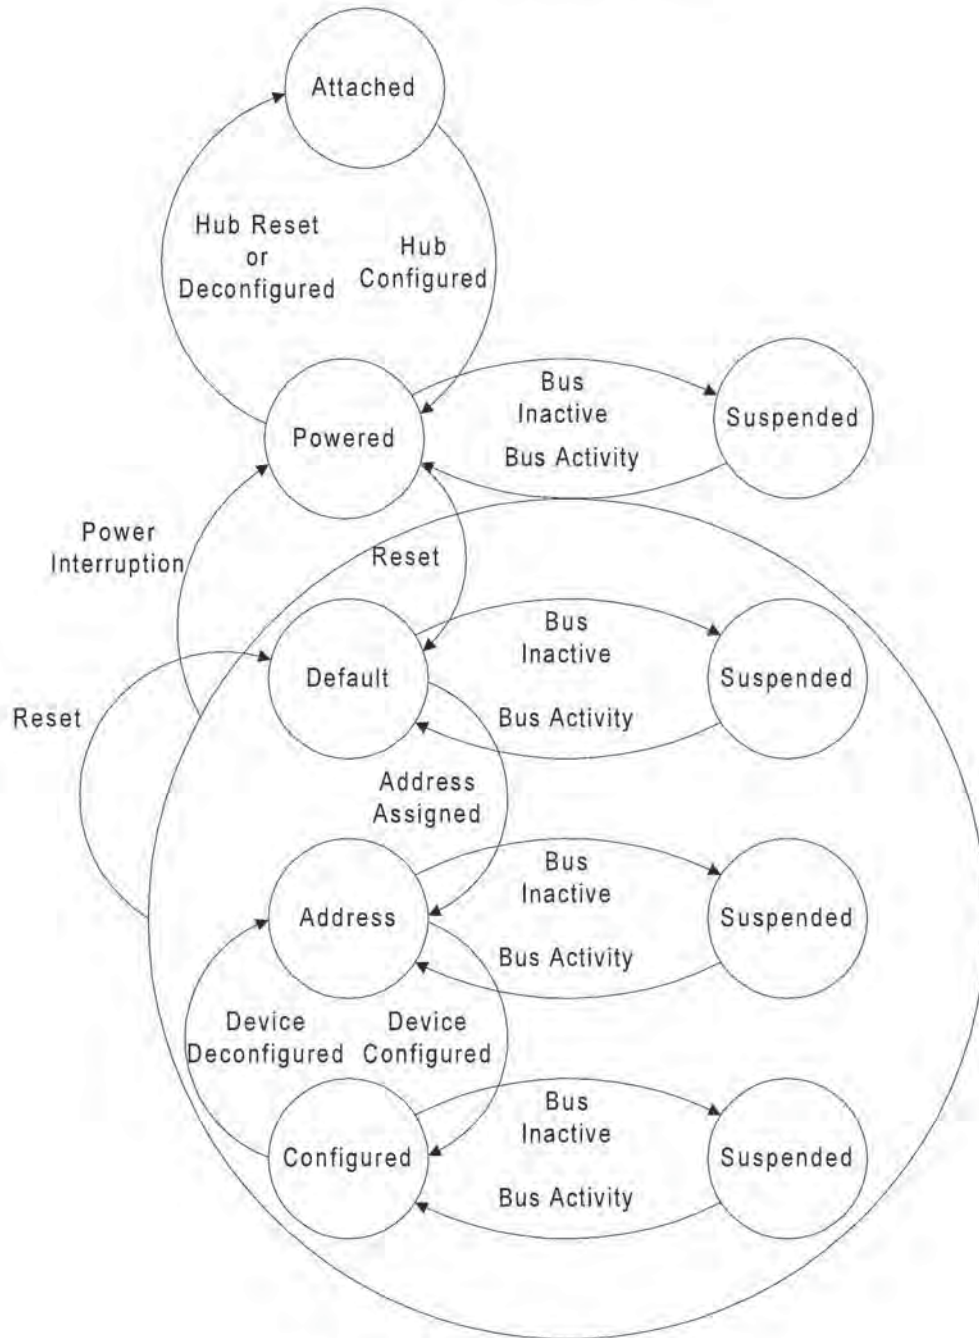 Attached
Hub Reset
or
Deconfigured
Hub
Configured
Bus
Inactive
Suspended
Powered
Bus Activity
Power
Interruption
Reset
Bus
Inactive
Default
Suspended
Reset
Bus Activity
Address
Assigned
Bus
Inactive
Address
Suspended
Bus Activity
Device
Deconfigured
Device
Configured
Bus
Inactive
Configured
Suspended
Bus Activity